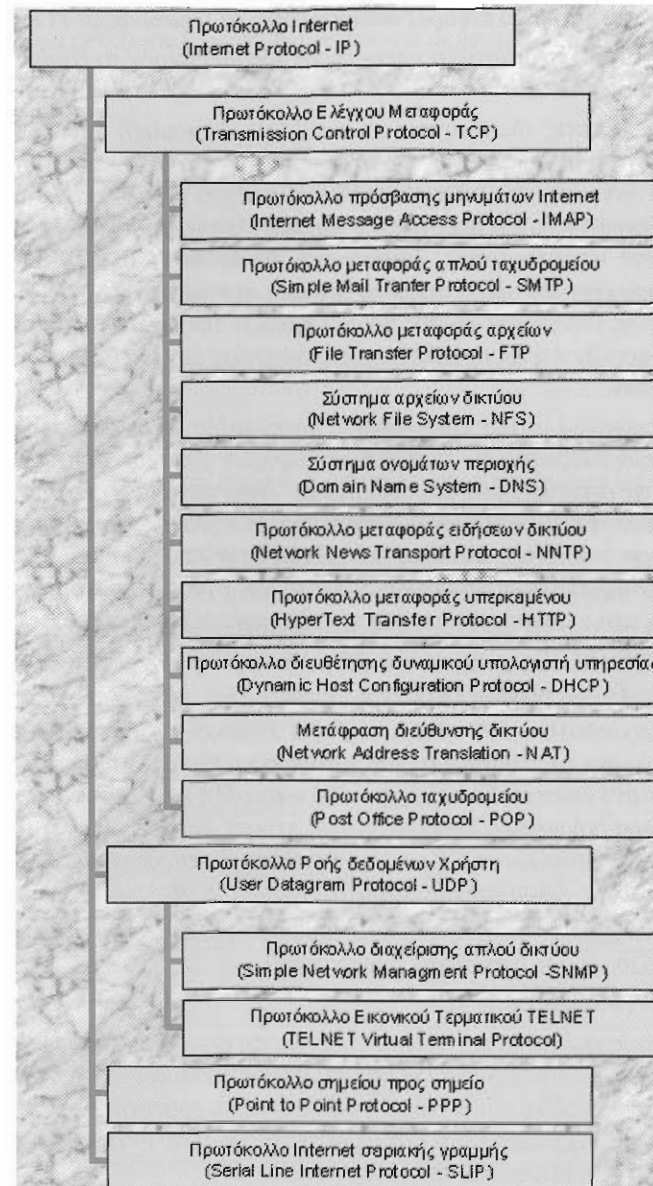 Πρωτόκολλο Internet
(Internet Protocol - IP)
Πρωτόκολλο Ελέγχου Μεταφοράς
(Transmission Control Protocol - TCP)
Πρωτόκολλο πρόσβασης μηνυμάτων Internet
(Internet Message Access Protocol - IMAP)
Πρωτόκολλο μεταφοράς απλού ταχυδρομείου
(Simple Mail Tranfer Protocol - SMTP)
Πρωτόκολλο μεταφοράς αρχείων
(File Transfer Protocol - FTP
Σύστημα αρχείων δικτύου
(Network File System - NFS)
Σύστημα ονομάτων περιοχής
(Domain Name System - DNS)
Πρωτόκολλο μεταφοράς ειδήσεων δικτύου
(Network News Transport Protocol - NNTP)
Πρωτόκολλο μεταφοράς υπερκειμένου
(HyperText Transfer Protocol - HTTP)
Πρωτόκολλο διευθέτησης δυναμικού υπολογιστή υπηρεσίας
(Dynamic Host Configuration Protocol - DHCP)
Μετάφραση διεύθυνσης δικτύου
(Network Address Translation - NAT)
Πρωτόκολλο ταχυδρομείου
(Post Office Protocol - POP)
Πρωτόκολλο Ροής δεδομένων Χρήστη
(User Datagram Protocol - UDP)
Πρωτόκολλο διαχείρισης απλού δικτύου
(Simple Network Managment Protocol -SNMP)
Πρωτόκολλο Εικονικού Τερματικού TELNET
(TELNET Virtual Terminal Protocol)
Πρωτόκολλο σημείου προς σημείο
(Point to Point Protocol - PPP)
Πρωτόκολλο Internet σεριακής γραμμής
(Serial Line Internet Protocol - SLiP)